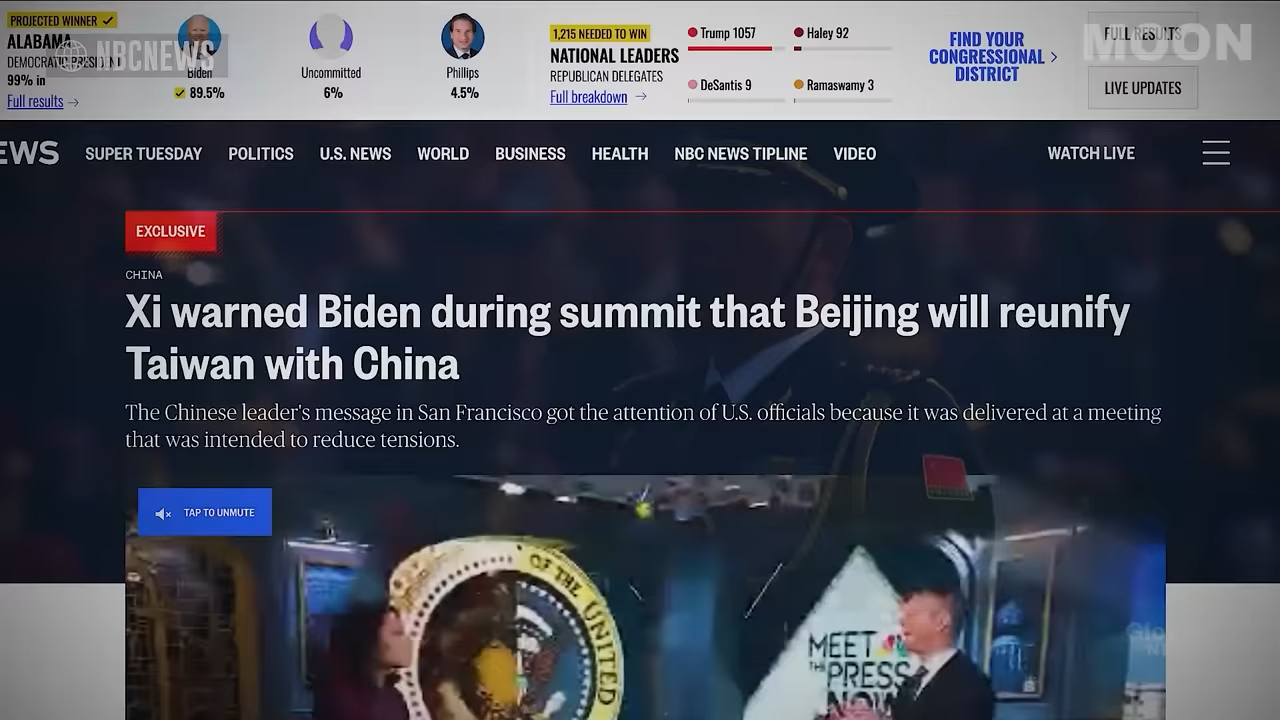 PROJECTED WINNER
ALABAMA
DEMOCRATIC PRESIDENT
99% in
Full results
NBCNEWS
Biden
89.5%
Uncommitted
6%
Phillips
4.5%
1,215 NEEDED TO WIN
NATIONAL LEADERS
REPUBLICAN DELEGATES
Full breakdown
Trump 1057
Haley 92
DeSantis 9
Ramaswamy 3
FIND YOUR
CONGRESSIONAL
DISTRICT
FULL RESULTS
MOON
LIVE UPDATES
EWS SUPER TUESDAY POLITICS U.S. NEWS WORLD BUSINESS HEALTH NBC NEWS TIPLINE VIDEO WATCH LIVE
EXCLUSIVE
CHINA
Xi warned Biden during summit that Beijing will reunify
Taiwan with China
The Chinese leader's message in San Francisco got the attention of U.S. officials because it was delivered at a meeting
that was intended to reduce tensions.
TAP TO UNMUTE
OF THE UNITED
MEET
THE PRESS
NOW